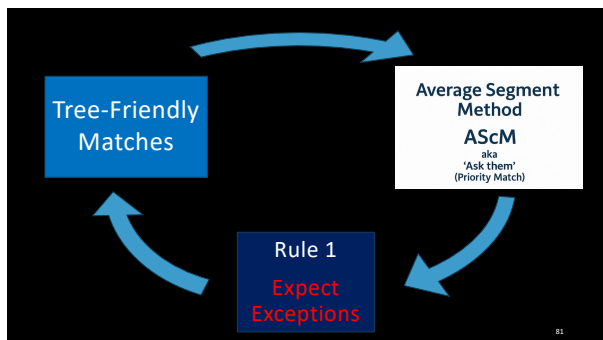 Tree-Friendly
Matches
Average Segment
Method
AScM
aka
‘Ask them’
(Priority Match)
Rule 1
Expect
Exceptions
81